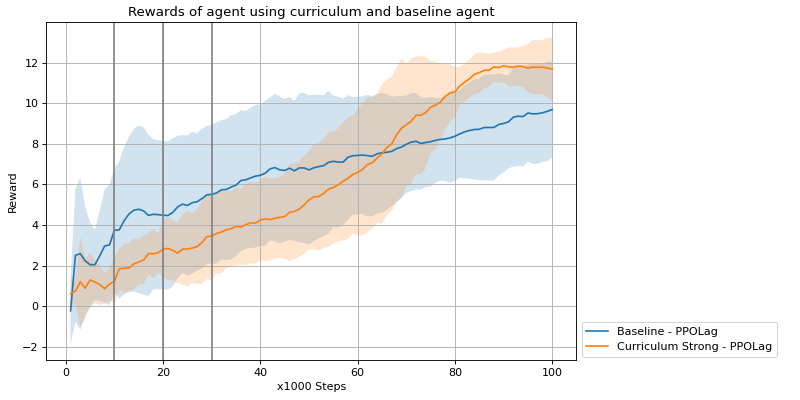 Rewards of agent using curriculum and baseline agent
12
10
8
6
4
2
0
−2
Reward
0
20
40
60
80
100
x1000 Steps
Baseline - PPOLag
Curriculum Strong - PPOLag